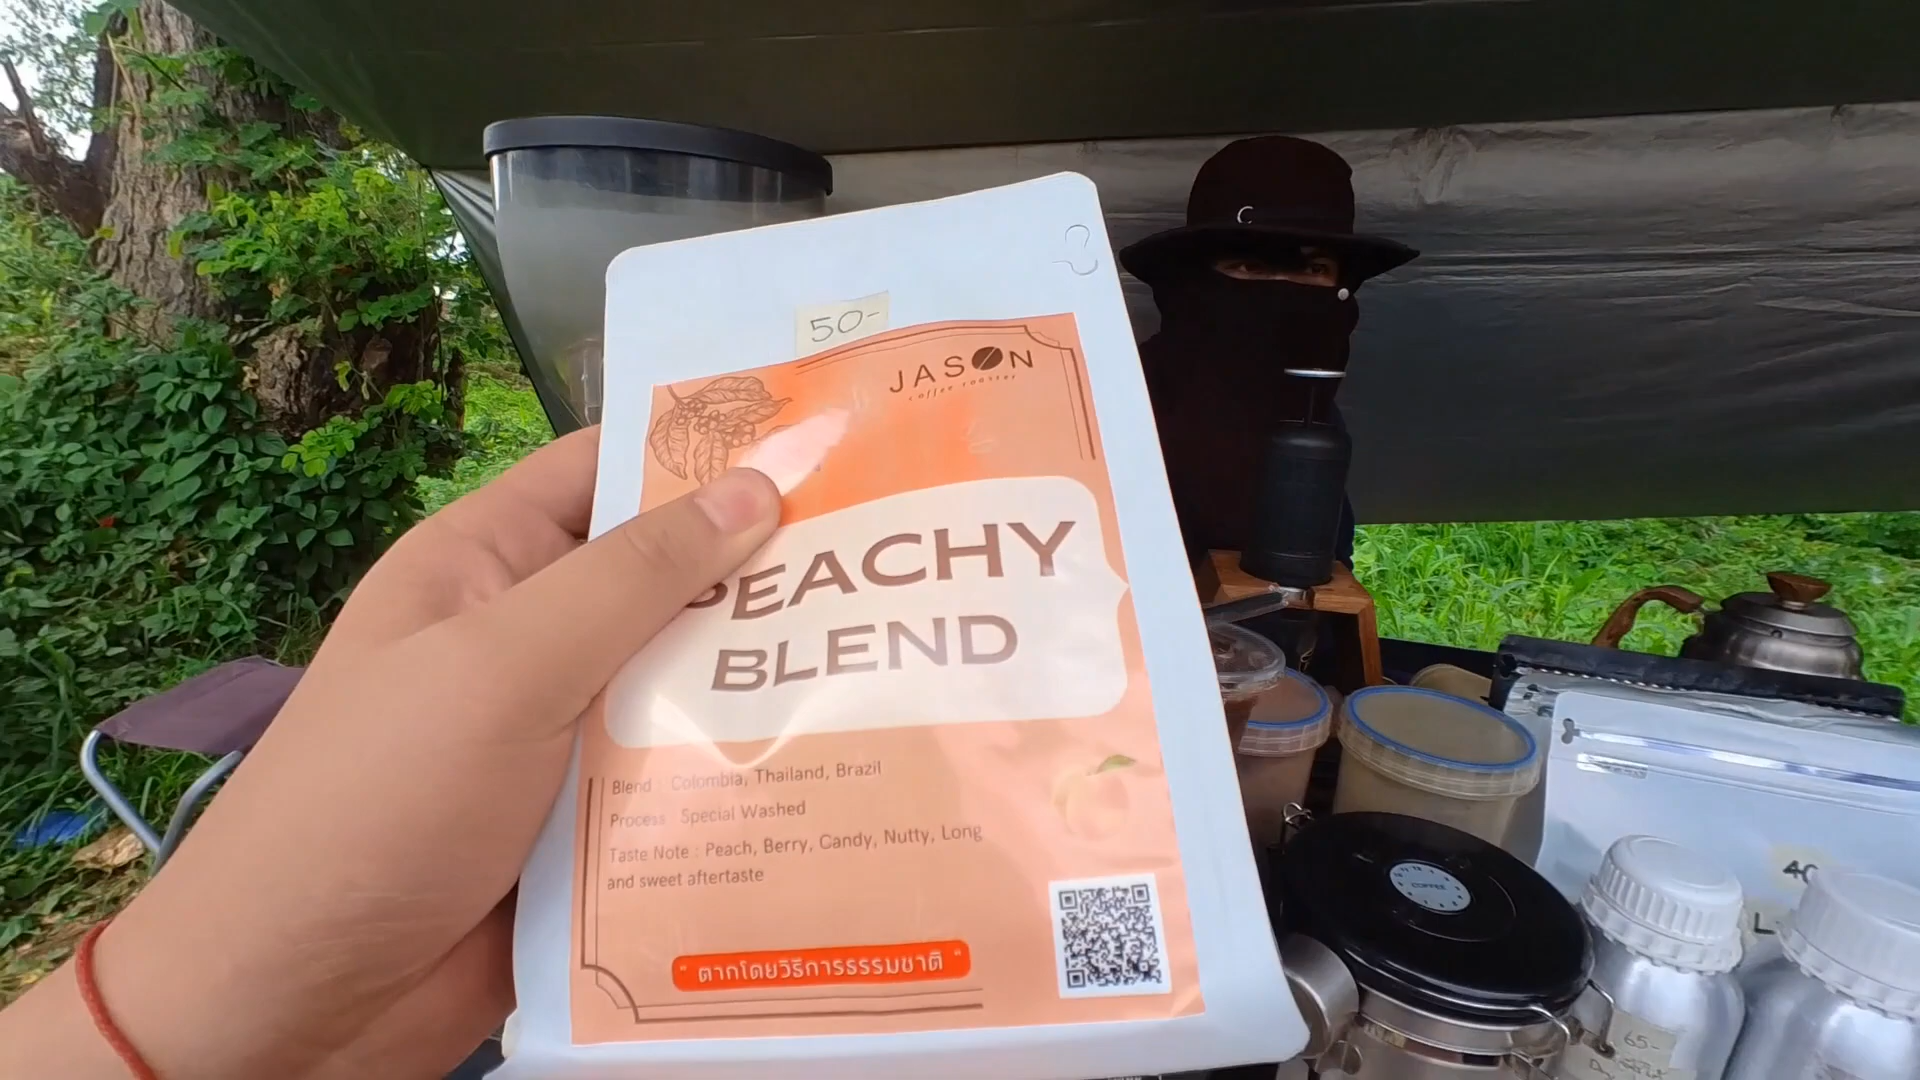 C
50-
JASON
coffee roaster
PEACHY
BLEND
Blend : Colombia, Thailand, Brazil
Process : Special Washed
Taste Note : Peach, Berry, Candy, Nutty, Long
and sweet aftertaste
" ตากโดยวิธีการธรรมชาติ "
COFFEE
40
65-